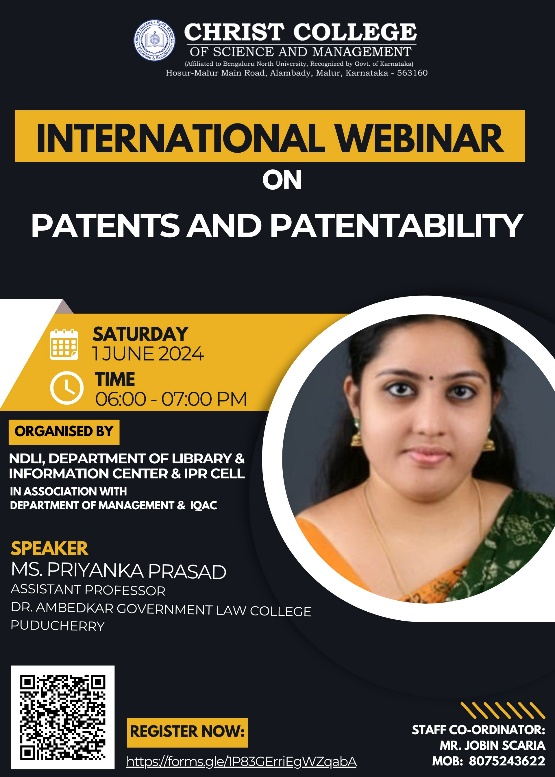 CHRIST COLLEGE
OF SCIENCE AND MANAGEMENT
(Affiliated to Bengaluru North University, Recognized by Govt. of Karnataka)
Hosur-Malur Main Road, Alambady, Malur, Karnataka - 563160
INTERNATIONAL WEBINAR
ON
PATENTS AND PATENTABILITY
SATURDAY
1 JUNE 2024
TIME
06:00 - 07:00 PM
ORGANISED BY
NDLI, DEPARTMENT OF LIBRARY &
INFORMATION CENTER & IPR CELL
IN ASSOCIATION WITH
DEPARTMENT OF MANAGEMENT & IQAC
SPEAKER
MS. PRIYANKA PRASAD
ASSISTANT PROFESSOR
DR. AMBEDKAR GOVERNMENT LAW COLLEGE
PUDUCHERRY
REGISTER NOW:
https://forms.gle/1P83GErriEgWZqabA
STAFF CO-ORDINATOR:
MR. JOBIN SCARIA
MOB: 8075243622